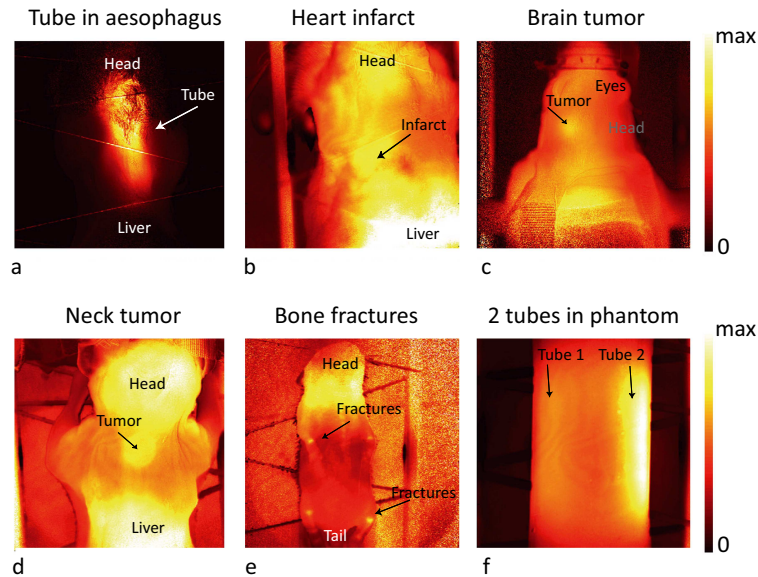 Tube in aesophagus
Heart infarct
Brain tumor
Head
Tube
Liver
a
Head
Infarct
Liver
b
Eyes
Tumor
Head
c
max
0
Neck tumor
Bone fractures
2 tubes in phantom
Head
Tumor
Liver
d
Head
Fractures
Fractures
Tail
e
Tube 1
Tube 2
f
max
0